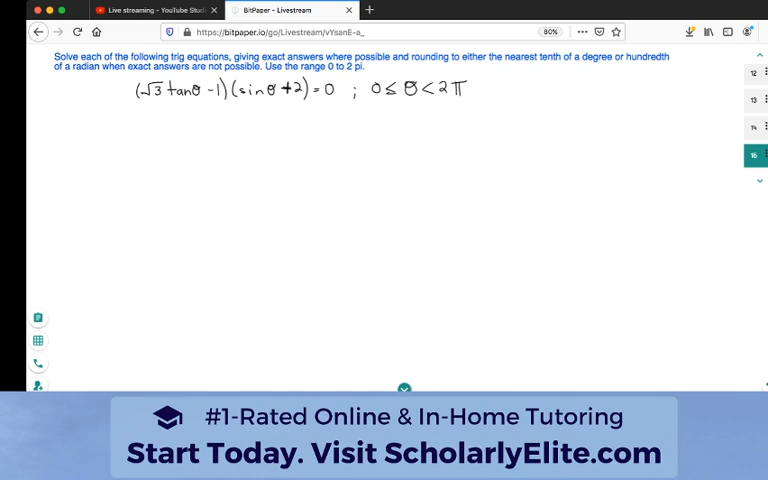 Live streaming - YouTube Stud
BitPaper - Livestream
https://bitpaper.io/go/Livestream/vYsanE-a_
80%
Solve each of the following trig equations, giving exact answers where possible and rounding to either the nearest tenth of a degree or hundredth
of a radian when exact answers are not possible. Use the range 0 to 2 pi.
(√3 tanθ -1)(sinθ +2) = 0 ; 0 ≤ θ < 2π
12
13
14
15
#1-Rated Online & In-Home Tutoring
Start Today. Visit ScholarlyElite.com